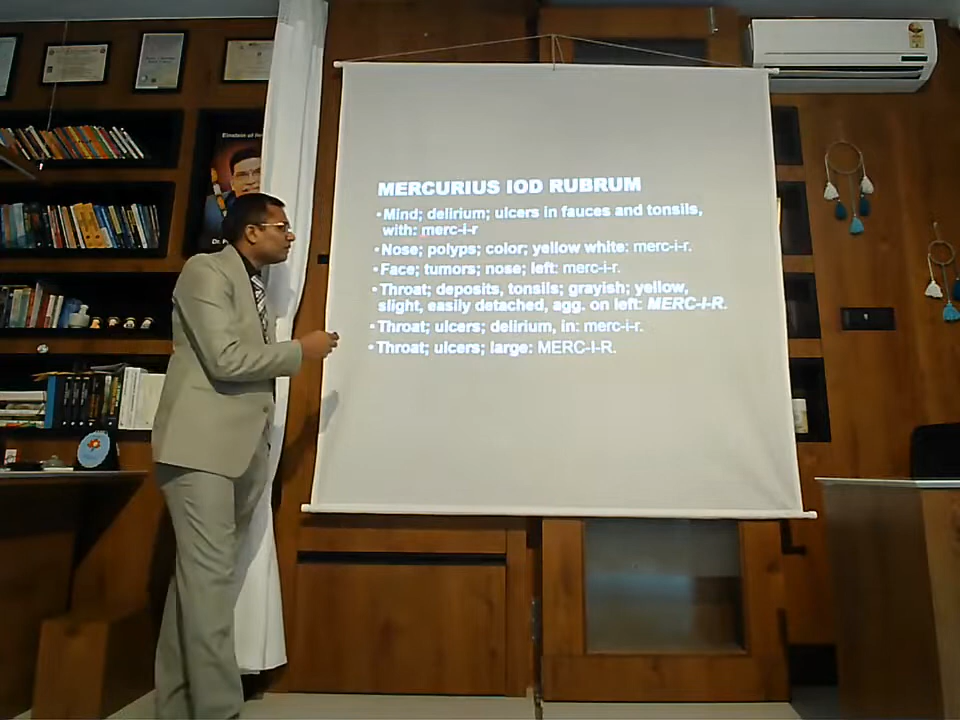 MERCURIUS IOD RUBRUM
• Mind; delirium; ulcers in fauces and tonsils,
with: merc-i-r
• Nose; polyps; color; yellow white: merc-i-r.
• Face; tumors; nose; left: merc-i-r.
• Throat; deposits, tonsils; grayish; yellow,
slight, easily detached, agg. on left: MERC-I-R.
• Throat; ulcers; delirium, in: merc-i-r.
• Throat; ulcers; large: MERC-I-R.
Einstein of